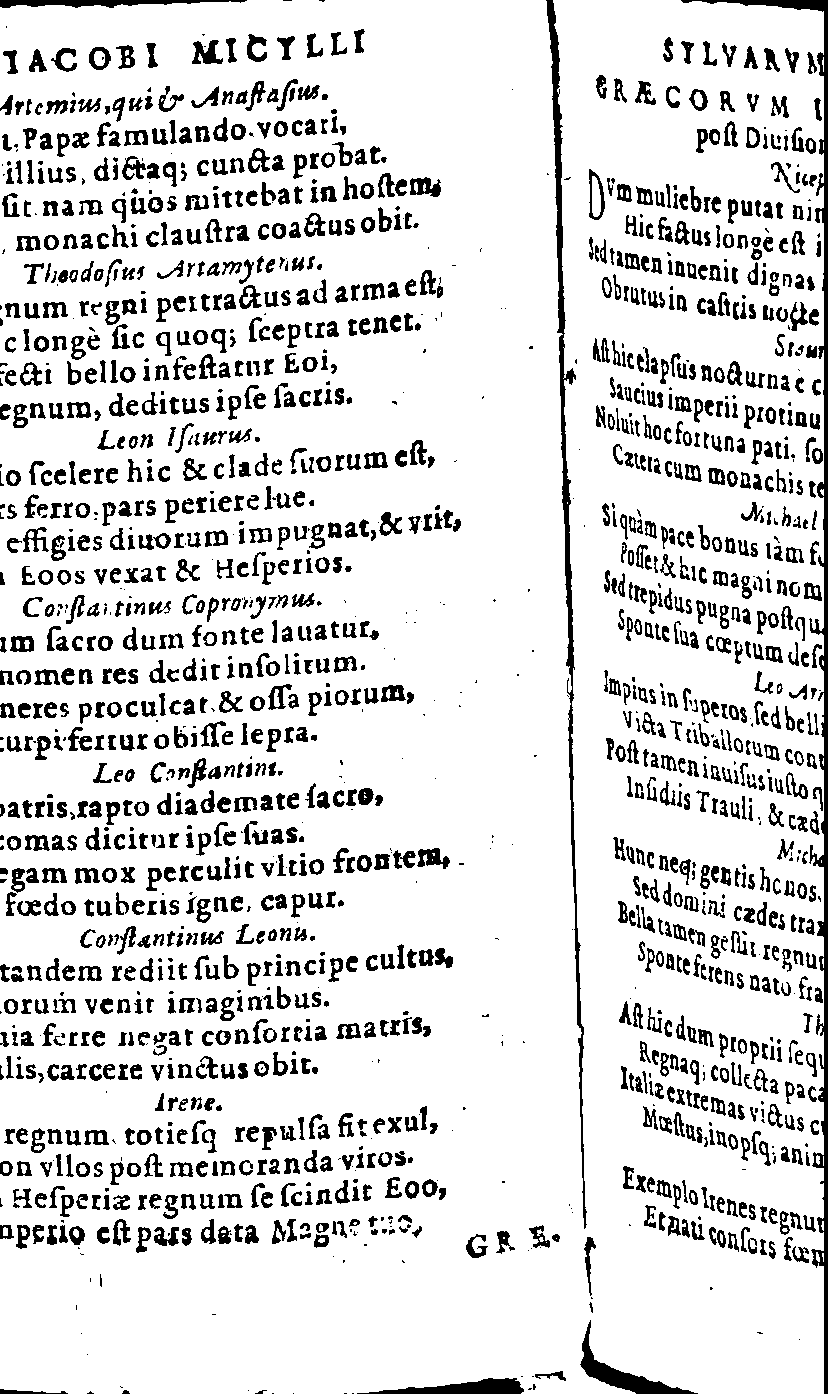 IACOBI MICYLLI
Artemius, qui & Anastasius.
Papæ famulando vocari,
illius, dictaq; cuncta probat.
sit nam quos mittebat in hostem,
monachi claustra coactus obit.
Theodosius Artamytenus.
gnum regni pertractus ad arma est,
c longè sic quoq; sceptra tenet.
fecti bello infestatur Eoi,
egnum, deditus ipse sacris.
Leon Isaurus.
io scelere hic & clade suorum est,
rs ferro, pars periere lue.
effigies diuorum impugnat, & vrit,
Eoos vexat & Hesperios.
Constantinus Copronymus.
um sacro dum fonte lauatur,
nomen res dedit insolitum.
neres proculcat & ossa piorum,
turpi fertur obisse lepra.
Leo Constantini.
patris, rapto diademate sacro,
comas dicitur ipse suas.
egam mox perculit vltio frontem,
fœdo tuberis igne, caput.
Constantinus Leonis.
tandem rediit sub principe cultus,
orum venit imaginibus.
uia ferre negat consortia matris,
lis, carcere vinctus obit.
Irene.
regnum toties q repulsa fit exul,
on vllos post memoranda viros.
Hesperiæ regnum se scindit Eoo,
mperio est pars data Magne tuo,
GRE.
SYLVARVM
GRÆCORVM I
post Diuision
Nicep
DVm muliebre putat nim
Hic factus longè est i
Sed tamen inuenit dignas
Obrutus in castris nocte
Staur
Ast hic elapsus nocturna e c
Saucius imperii protinu
Noluit hoc fortuna pati, so
Cætera cum monachis te
Michael
Si quàm pace bonus tàm fo
Posset & hic magni nom
Sed trepidus pugna postqu
Sponte sua cœptum dese
Leo Arm
Impius in superos, sed belli
Victa Triballorum cont
Post tamen inuisus iusto q
Insidiis Trauli, & cæde
Micha
Hunc neq; gentis honos,
Sed domini cædes trax
Bella tamen gessit regnu
Sponte ferens nato fra
Th
Ast hic dum proprii sequ
Regnaq; collecta paca
Italiæ extremas victus c
Mœstus, inopsq; anim
Exemplo Irenes regnu
Et nati consors fœm